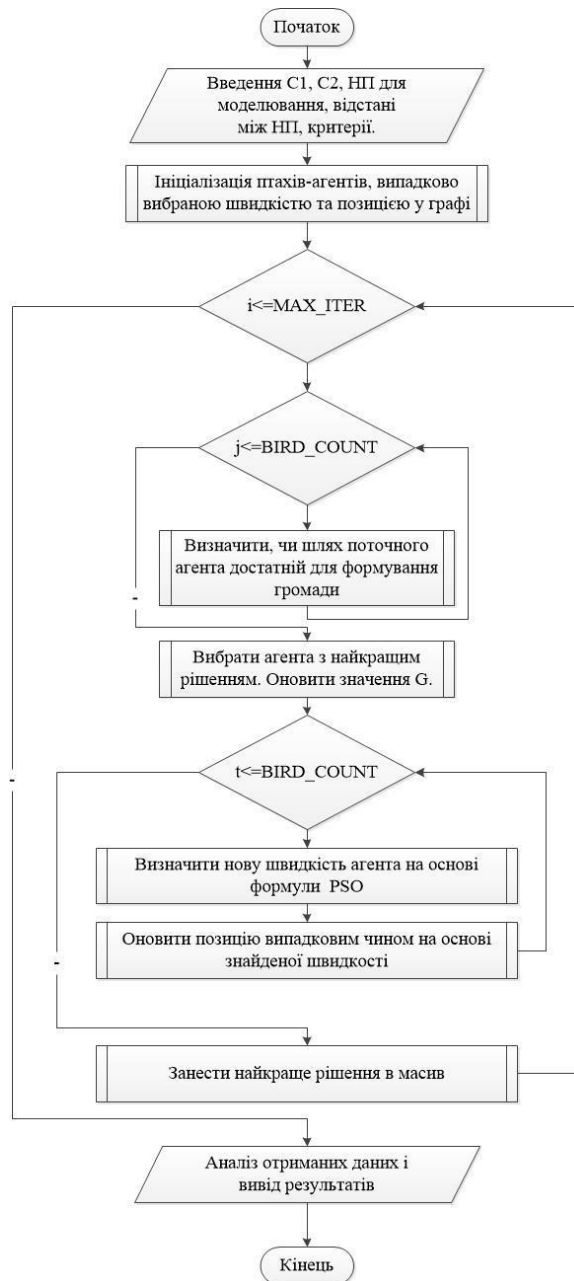 Початок
Введення С1, С2, НП для
моделювання, відстані
між НП, критерії.
Ініціалізація птахів-агентів, випадково
вибраною швидкістю та позицією у графі
i<=MAX_ITER
j<=BIRD_COUNT
Визначити, чи шлях поточного
агента достатній для формування
громади
-
Вибрати агента з найкращим
рішенням. Оновити значення G.
t<=BIRD_COUNT
-
Визначити нову швидкість агента на основі
формули PSO
Оновити позицію випадковим чином на основі
знайденої швидкості
-
Занести найкраще рішення в масив
Аналіз отриманих даних і
вивід результатів
Кінець